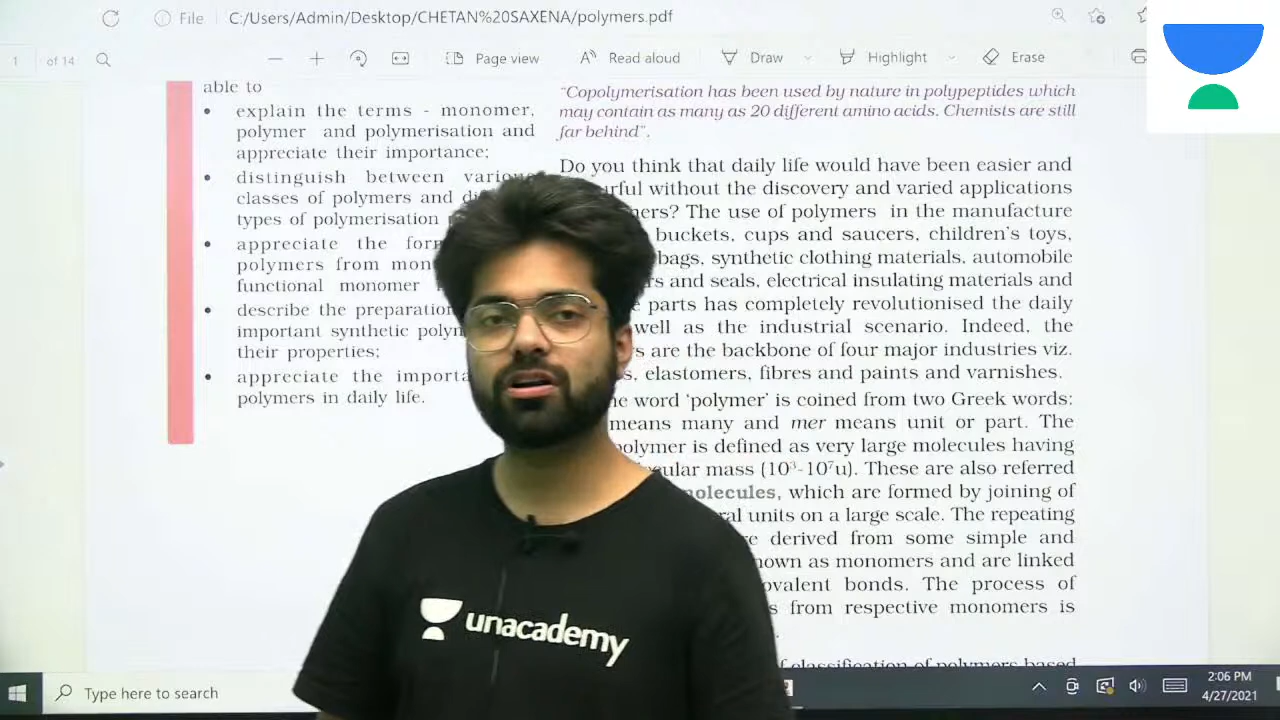 File C:/Users/Admin/Desktop/CHETAN%20SAXENA/polymers.pdf
1 of 14
Page view
Read aloud
Draw
Highlight
Erase
able to
• explain the terms - monomer,
polymer and polymerisation and
appreciate their importance;
• distinguish between various
classes of polymers and
types of polymerisation
• appreciate the
polymers from
functional monomer
• describe the preparation
important synthetic
their properties;
• appreciate the
polymers in daily life.
“Copolymerisation has been used by nature in polypeptides which
may contain as many as 20 different amino acids. Chemists are still
far behind”.
Do you think that daily life would have been easier and
without the discovery and varied applications
The use of polymers in the manufacture
buckets, cups and saucers, children’s toys,
bags, synthetic clothing materials, automobile
and seals, electrical insulating materials and
parts has completely revolutionised the daily
well as the industrial scenario. Indeed, the
are the backbone of four major industries viz.
elastomers, fibres and paints and varnishes.
word ‘polymer’ is coined from two Greek words:
means many and mer means unit or part. The
polymer is defined as very large molecules having
mass (10³-10⁷u). These are also referred
which are formed by joining of
units on a large scale. The repeating
derived from some simple and
known as monomers and are linked
bonds. The process of
from respective monomers is
classification of polymers based
unacademy
Type here to search
2:06 PM
4/27/2021